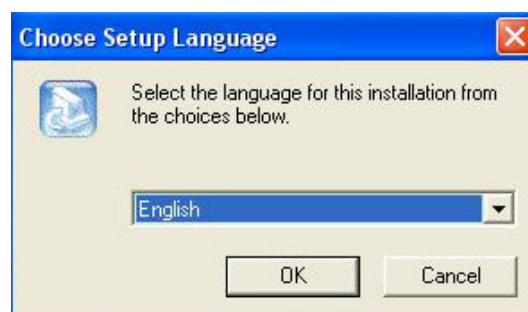 Choose Setup Language
Select the language for this installation from
the choices below.
English
OK
Cancel